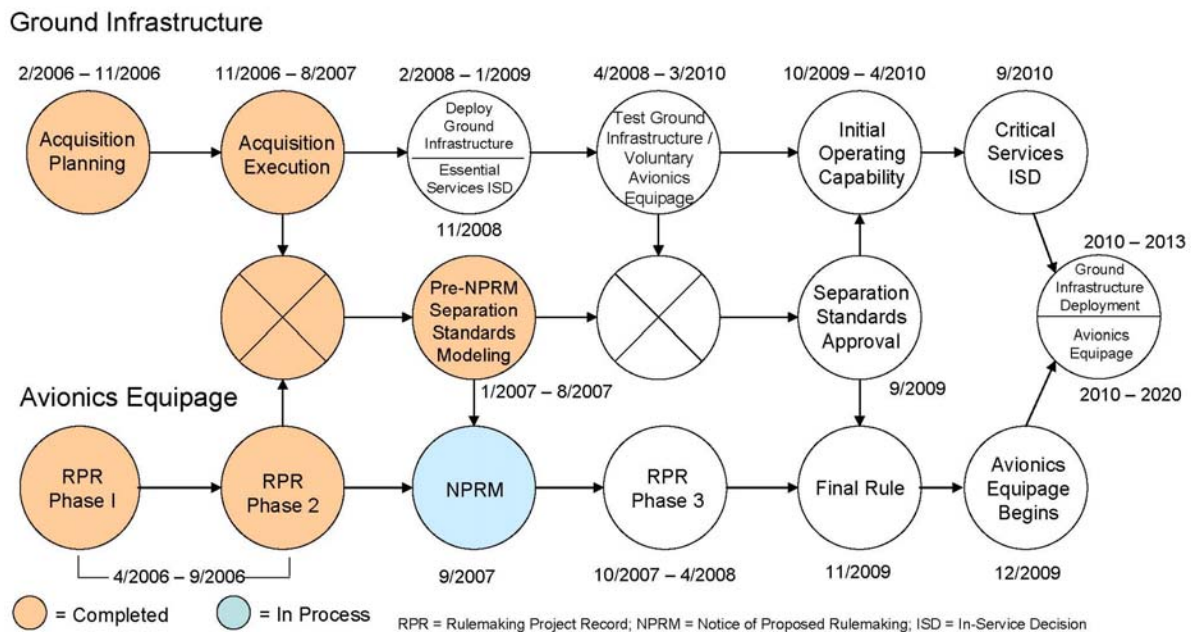 Ground Infrastructure
2/2006 – 11/2006
11/2006 – 8/2007
2/2008 – 1/2009
4/2008 – 3/2010
10/2009 – 4/2010
9/2010
Acquisition
Planning
Acquisition
Execution
Deploy
Ground
Infrastructure
Essential
Services ISD
Test Ground
Infrastructure /
Voluntary
Avionics
Equipage
Initial
Operating
Capability
Critical
Services
ISD
11/2008
2010 – 2013
Pre-NPRM
Separation
Standards
Modeling
Separation
Standards
Approval
Ground
Infrastructure
Deployment
Avionics
Equipage
1/2007 – 8/2007
9/2009
2010 – 2020
Avionics Equipage
RPR
Phase I
RPR
Phase 2
NPRM
RPR
Phase 3
Final Rule
Avionics
Equipage
Begins
4/2006 – 9/2006
9/2007
10/2007 – 4/2008
11/2009
12/2009
= Completed
= In Process
RPR = Rulemaking Project Record; NPRM = Notice of Proposed Rulemaking; ISD = In-Service Decision